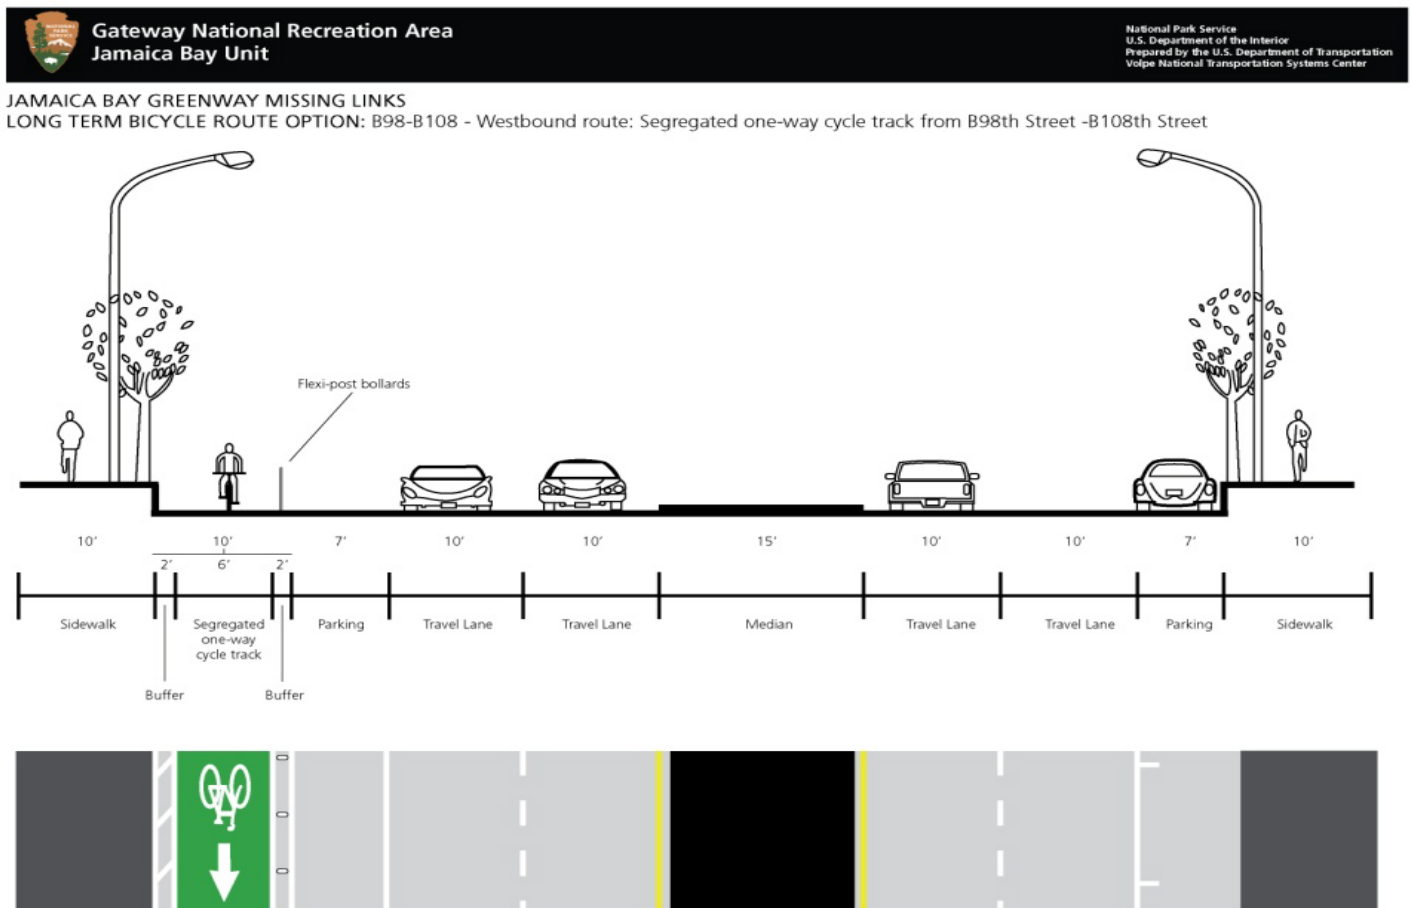 NATIONAL
PARK
SERVICE
Gateway National Recreation Area
Jamaica Bay Unit
National Park Service
U.S. Department of the Interior
Prepared by the U.S. Department of Transportation
Volpe National Transportation Systems Center
JAMAICA BAY GREENWAY MISSING LINKS
LONG TERM BICYCLE ROUTE OPTION: B98-B108 - Westbound route: Segregated one-way cycle track from B98th Street -B108th Street
Flexi-post bollards
10' 10' 7' 10' 10' 15' 10' 10' 7' 10'
2' 6' 2'
Sidewalk Segregated Parking Travel Lane Travel Lane Median Travel Lane Travel Lane Parking Sidewalk
one-way
cycle track
Buffer Buffer